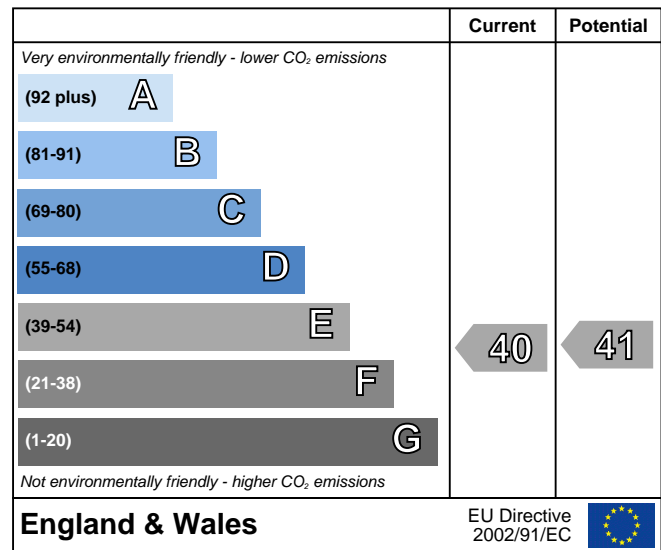 Current Potential
Very environmentally friendly - lower CO₂ emissions
(92 plus) A
(81-91) B
(69-80) C
(55-68) D
(39-54) E
40 41
(21-38) F
(1-20) G
Not environmentally friendly - higher CO₂ emissions
England & Wales
EU Directive
2002/91/EC